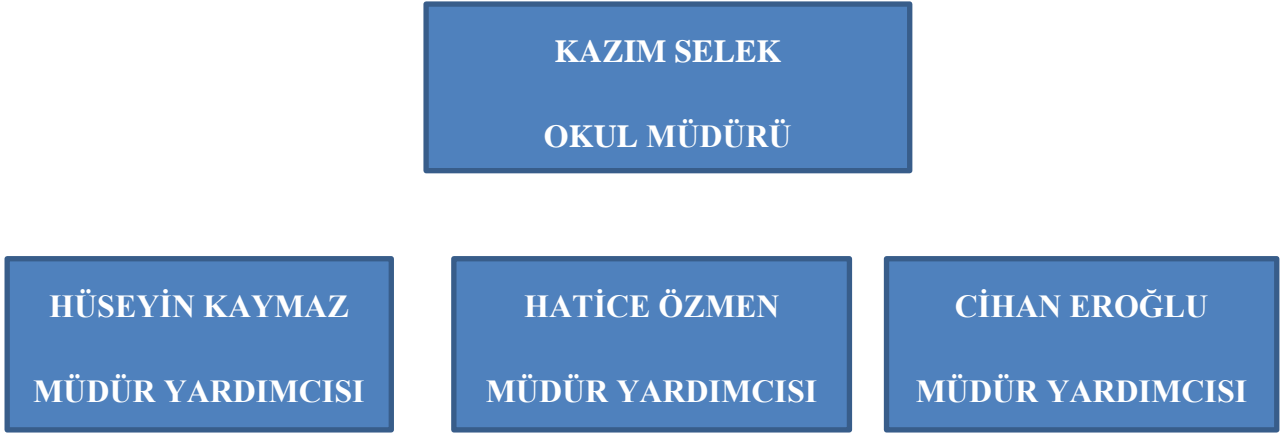 KAZIM SELEK
OKUL MÜDÜRÜ
HÜSEYİN KAYMAZ
MÜDÜR YARDIMCISI
HATİCE ÖZMEN
MÜDÜR YARDIMCISI
CİHAN EROĞLU
MÜDÜR YARDIMCISI